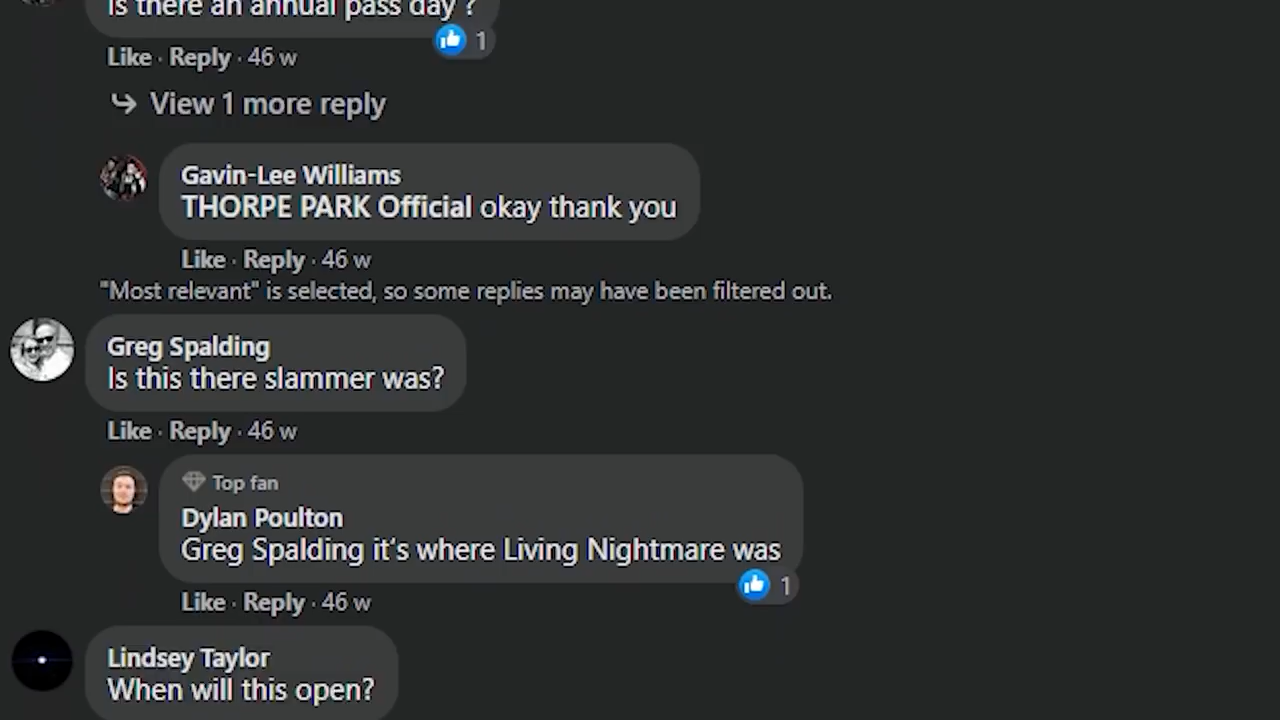 Is there an annual pass day ?
1
Like · Reply · 46 w
View 1 more reply
Gavin-Lee Williams
THORPE PARK Official okay thank you
Like · Reply · 46 w
"Most relevant" is selected, so some replies may have been filtered out.
Greg Spalding
Is this there slammer was?
Like · Reply · 46 w
Top fan
Dylan Poulton
Greg Spalding it's where Living Nightmare was
1
Like · Reply · 46 w
Lindsey Taylor
When will this open?